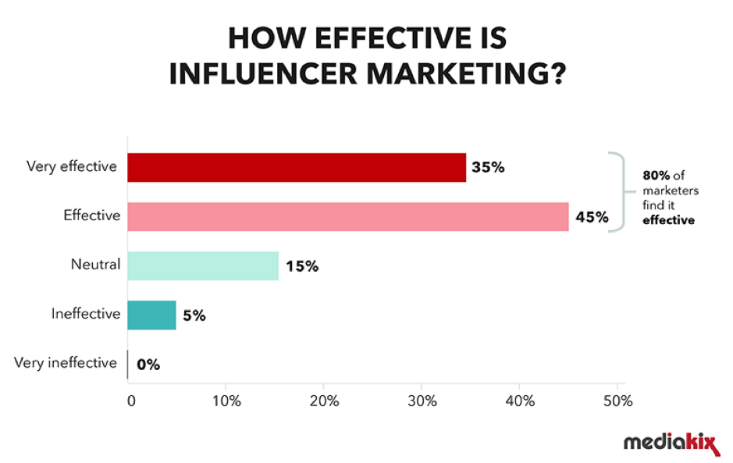 HOW EFFECTIVE IS
INFLUENCER MARKETING?
Very effective
35%
Effective
45%
Neutral
15%
Ineffective
5%
Very ineffective
0%
80% of
marketers
find it
effective
0
10%
20%
30%
40%
50%
mediakix